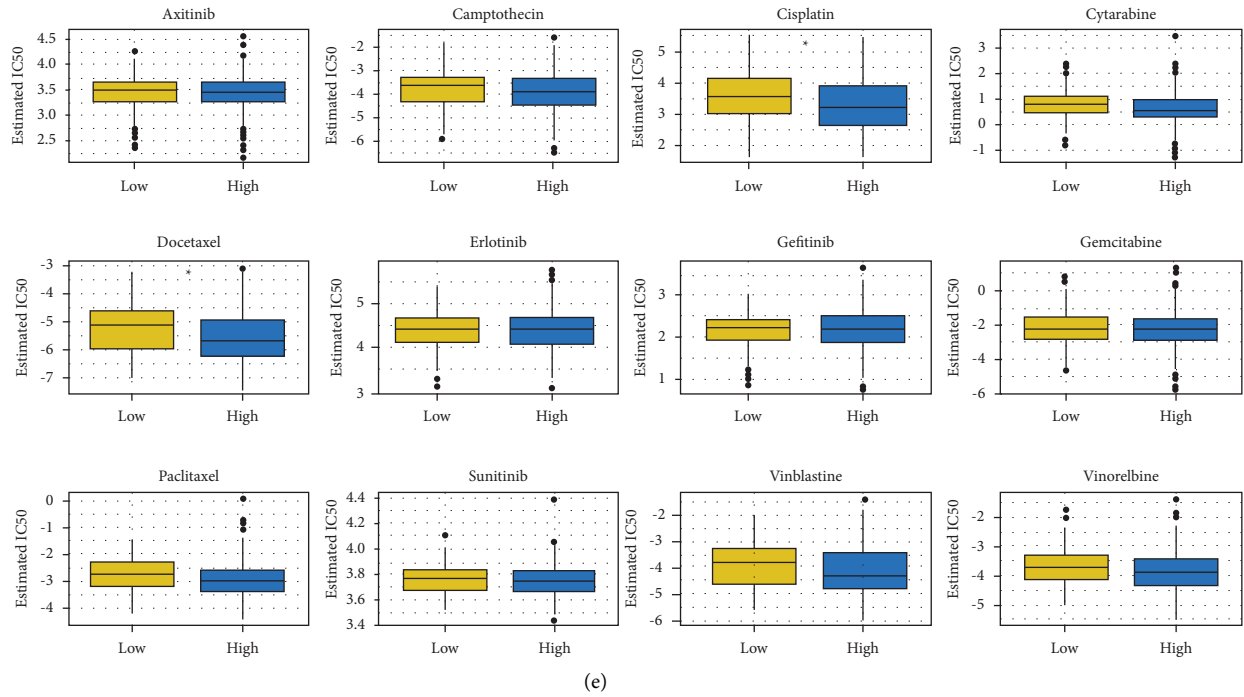 Axitinib
Camptothecin
Cisplatin
Cytarabine
Estimated IC50
4.5
3.5
2.5
Low
High
Estimated IC50
-2
-3
-4
-6
Low
High
Estimated IC50
5
4
3
2
*
Low
High
Estimated IC50
3
2
1
0
-1
Low
High
Docetaxel
Erlotinib
Gefitinib
Gemcitabine
Estimated IC50
-3
-4
-5
-6
-7
*
Low
High
Estimated IC50
5
4
3
Low
High
Estimated IC50
3
2
1
Low
High
Estimated IC50
0
-2
-4
-6
Low
High
Paclitaxel
Sunitinib
Vinblastine
Vinorelbine
Estimated IC50
0
-1
-2
-3
-4
Low
High
Estimated IC50
4.4
4.2
4.0
3.8
3.6
3.4
Low
High
Estimated IC50
-2
-3
-4
-5
-6
Low
High
Estimated IC50
-2
-3
-4
-5
Low
High
(e)